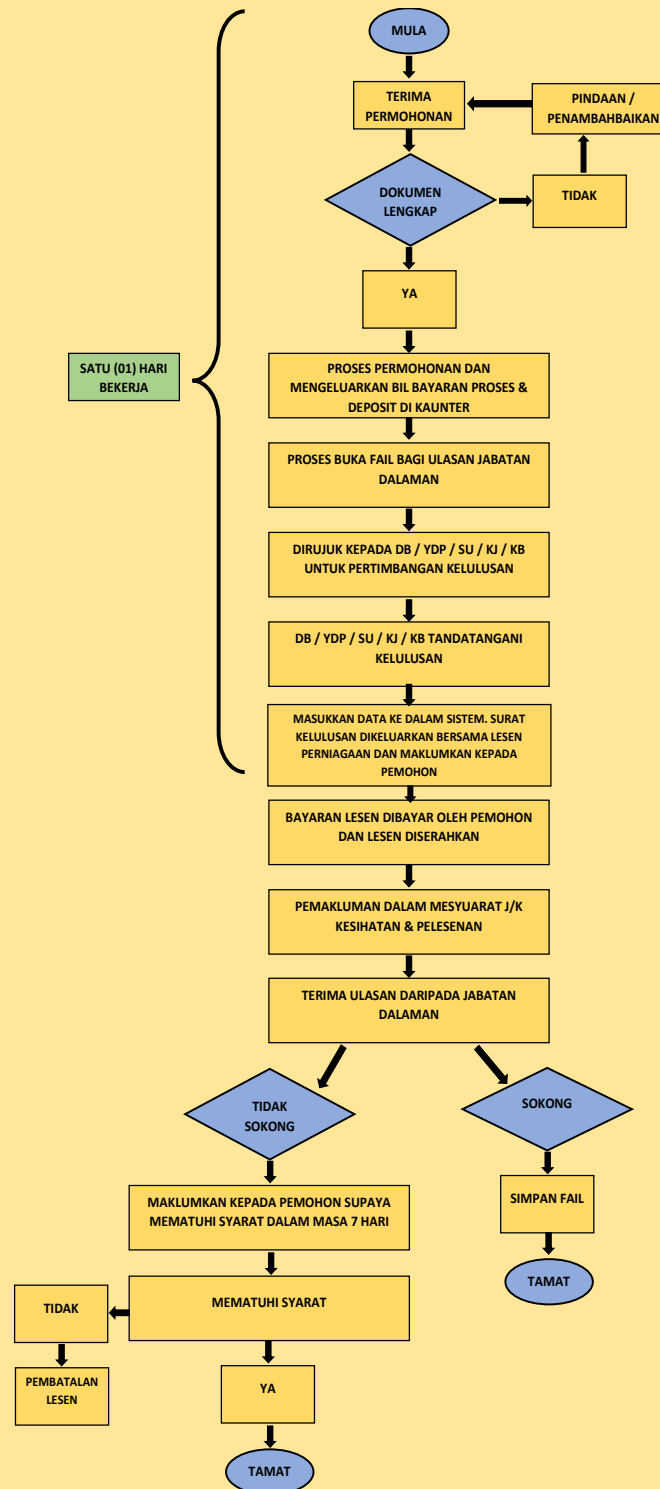 MULA
TERIMA
PERMOHONAN
PINDAAN /
PENAMBAHBAIKAN
DOKUMEN
LENGKAP
TIDAK
YA
SATU (01) HARI
BEKERJA
PROSES PERMOHONAN DAN
MENGELUARKAN BIL BAYARAN PROSES &
DEPOSIT DI KAUNTER
PROSES BUKA FAIL BAGI ULASAN JABATAN
DALAMAN
DIRUJUK KEPADA DB / YDP / SU / KJ / KB
UNTUK PERTIMBANGAN KELULUSAN
DB / YDP / SU / KJ / KB TANDATANGANI
KELULUSAN
MASUKKAN DATA KE DALAM SISTEM. SURAT
KELULUSAN DIKELUARKAN BERSAMA LESEN
PERNIAGAAN DAN MAKLUMKAN KEPADA
PEMOHON
BAYARAN LESEN DIBAYAR OLEH PEMOHON
DAN LESEN DISERAHKAN
PEMAKLUMAN DALAM MESYUARAT J/K
KESIHATAN & PELESENAN
TERIMA ULASAN DARIPADA JABATAN
DALAMAN
TIDAK
SOKONG
SOKONG
MAKLUMKAN KEPADA PEMOHON SUPAYA
MEMATUHI SYARAT DALAM MASA 7 HARI
SIMPAN FAIL
TAMAT
MEMATUHI SYARAT
TIDAK
PEMBATALAN
LESEN
YA
TAMAT